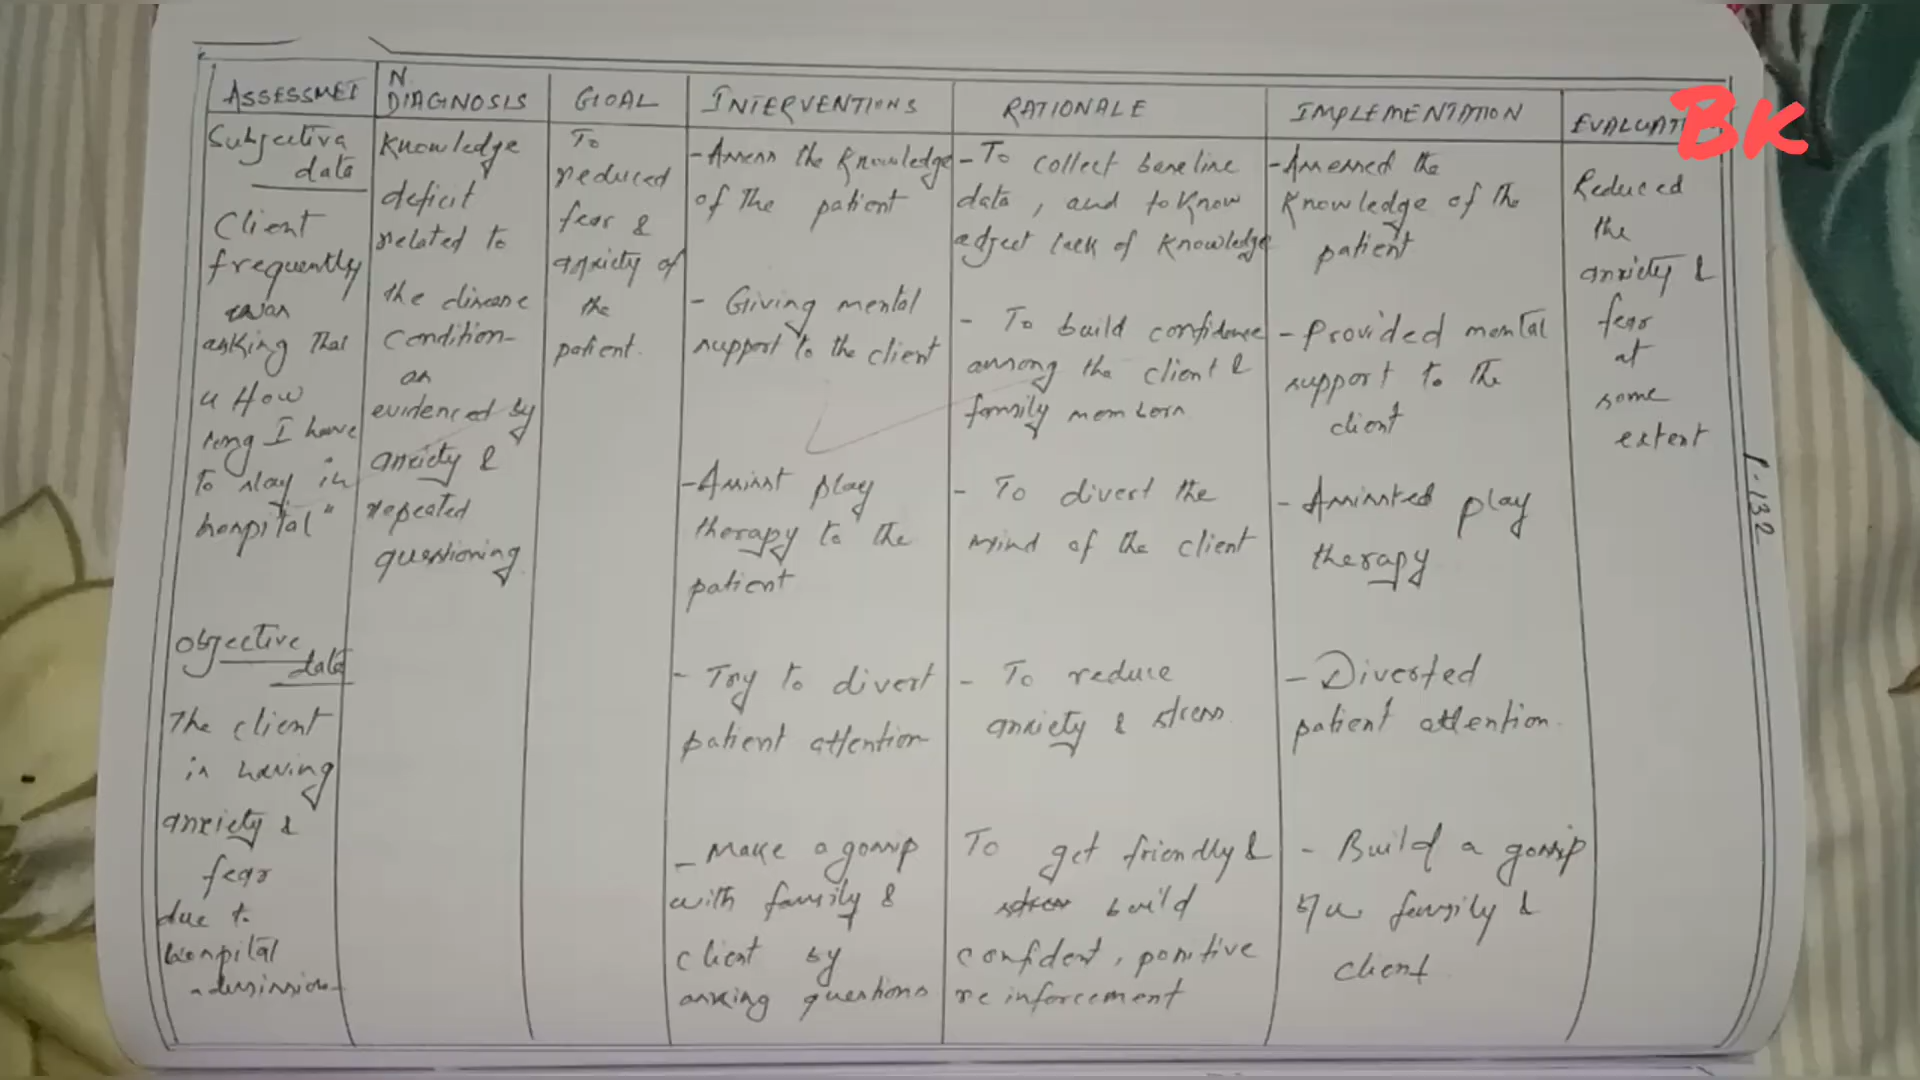 ASSESSMET
Subjectiva
data
Client
frequently
was
asking that
"How
long I have
to stay in
hospital"
Objective
data
The client
is having
anxiety &
fear
due to
hospital
admission
N
DIAGNOSIS
Knowledge
deficit
related to
the disease
condition
as
evidenced by
anxiety &
repeated
questioning
GOAL
To
reduced
fear &
anxiety of
the
patient.
INTERVENTIONS
- Assess the knowledge
of the patient
- Giving mental
support to the client
- Assisst play
therapy to the
patient
- Try to divert
patient attention
- Make a gossip
with family &
client by
asking questions
RATIONALE
- To collect baseline
data, and to know
lack of knowledge
- To build confidence
among the client &
family members
- To divert the
mind of the client
- To reduce
anxiety & stress.
To get friendly &
build
confident, positive
reinforcement
IMPLEMENTATION
- Assessed the
knowledge of the
patient
- Provided mental
support to the
client
- Assissted play
therapy
- Diverted
patient attention.
- Build a gossip
b/w family &
client
EVALUATI
Reduced
the
anxiety &
fear
at
some
extent
P.132
Bk